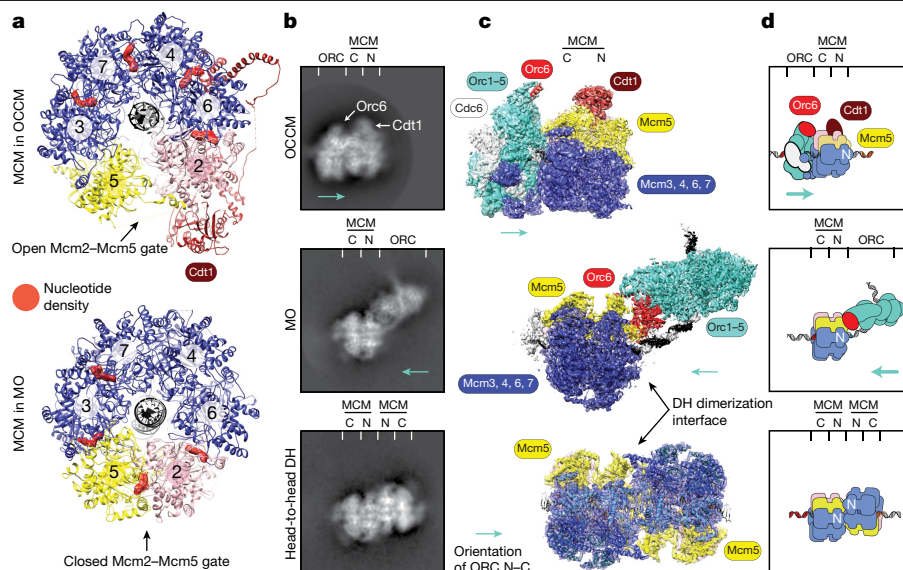 a
MCM in OCCM
7
4
3
6
5
2
Open Mcm2–Mcm5 gate
Cdt1
Nucleotide
density
MCM in MO
7
4
3
6
5
2
Closed Mcm2–Mcm5 gate
b
MCM
ORC C N
OCCM
Orc6
Cdt1
MCM
C N ORC
MO
MCM MCM
C N N C
Head-to-head DH
c
MCM
C N
Orc1–5
Orc6
Cdt1
Cdc6
Mcm5
Mcm3, 4, 6, 7
Mcm5
Orc6
Orc1–5
Mcm3, 4, 6, 7
DH dimerization
interface
Mcm5
Mcm5
Orientation
of ORC N–C
d
MCM
ORC C N
Orc6
Cdt1
Mcm5
N
MCM
C N ORC
N
MCM MCM
C N N C
N
N